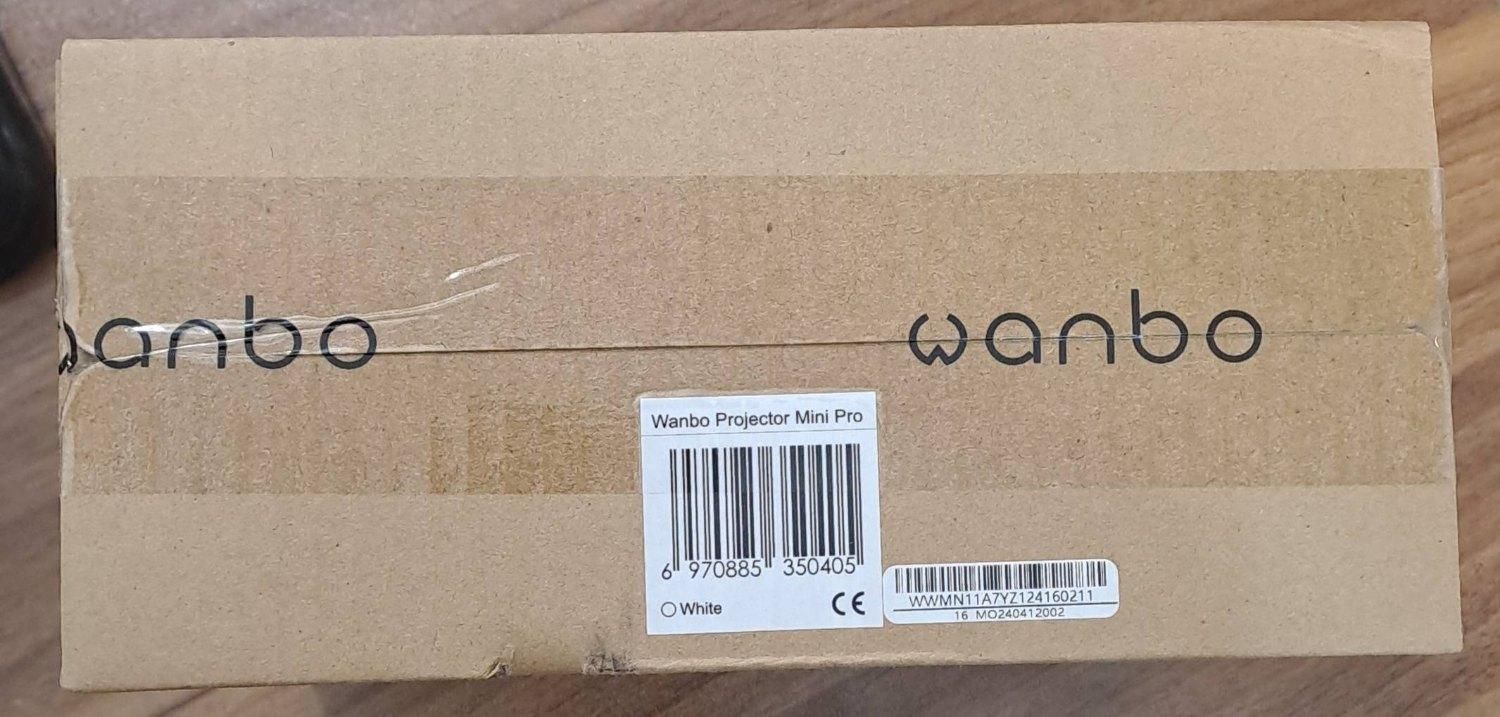 wanbo
wanbo
Wanbo Projector Mini Pro
6 970885 350405
White
CE
WWMN11A7YZ124160211
16 MO240412002